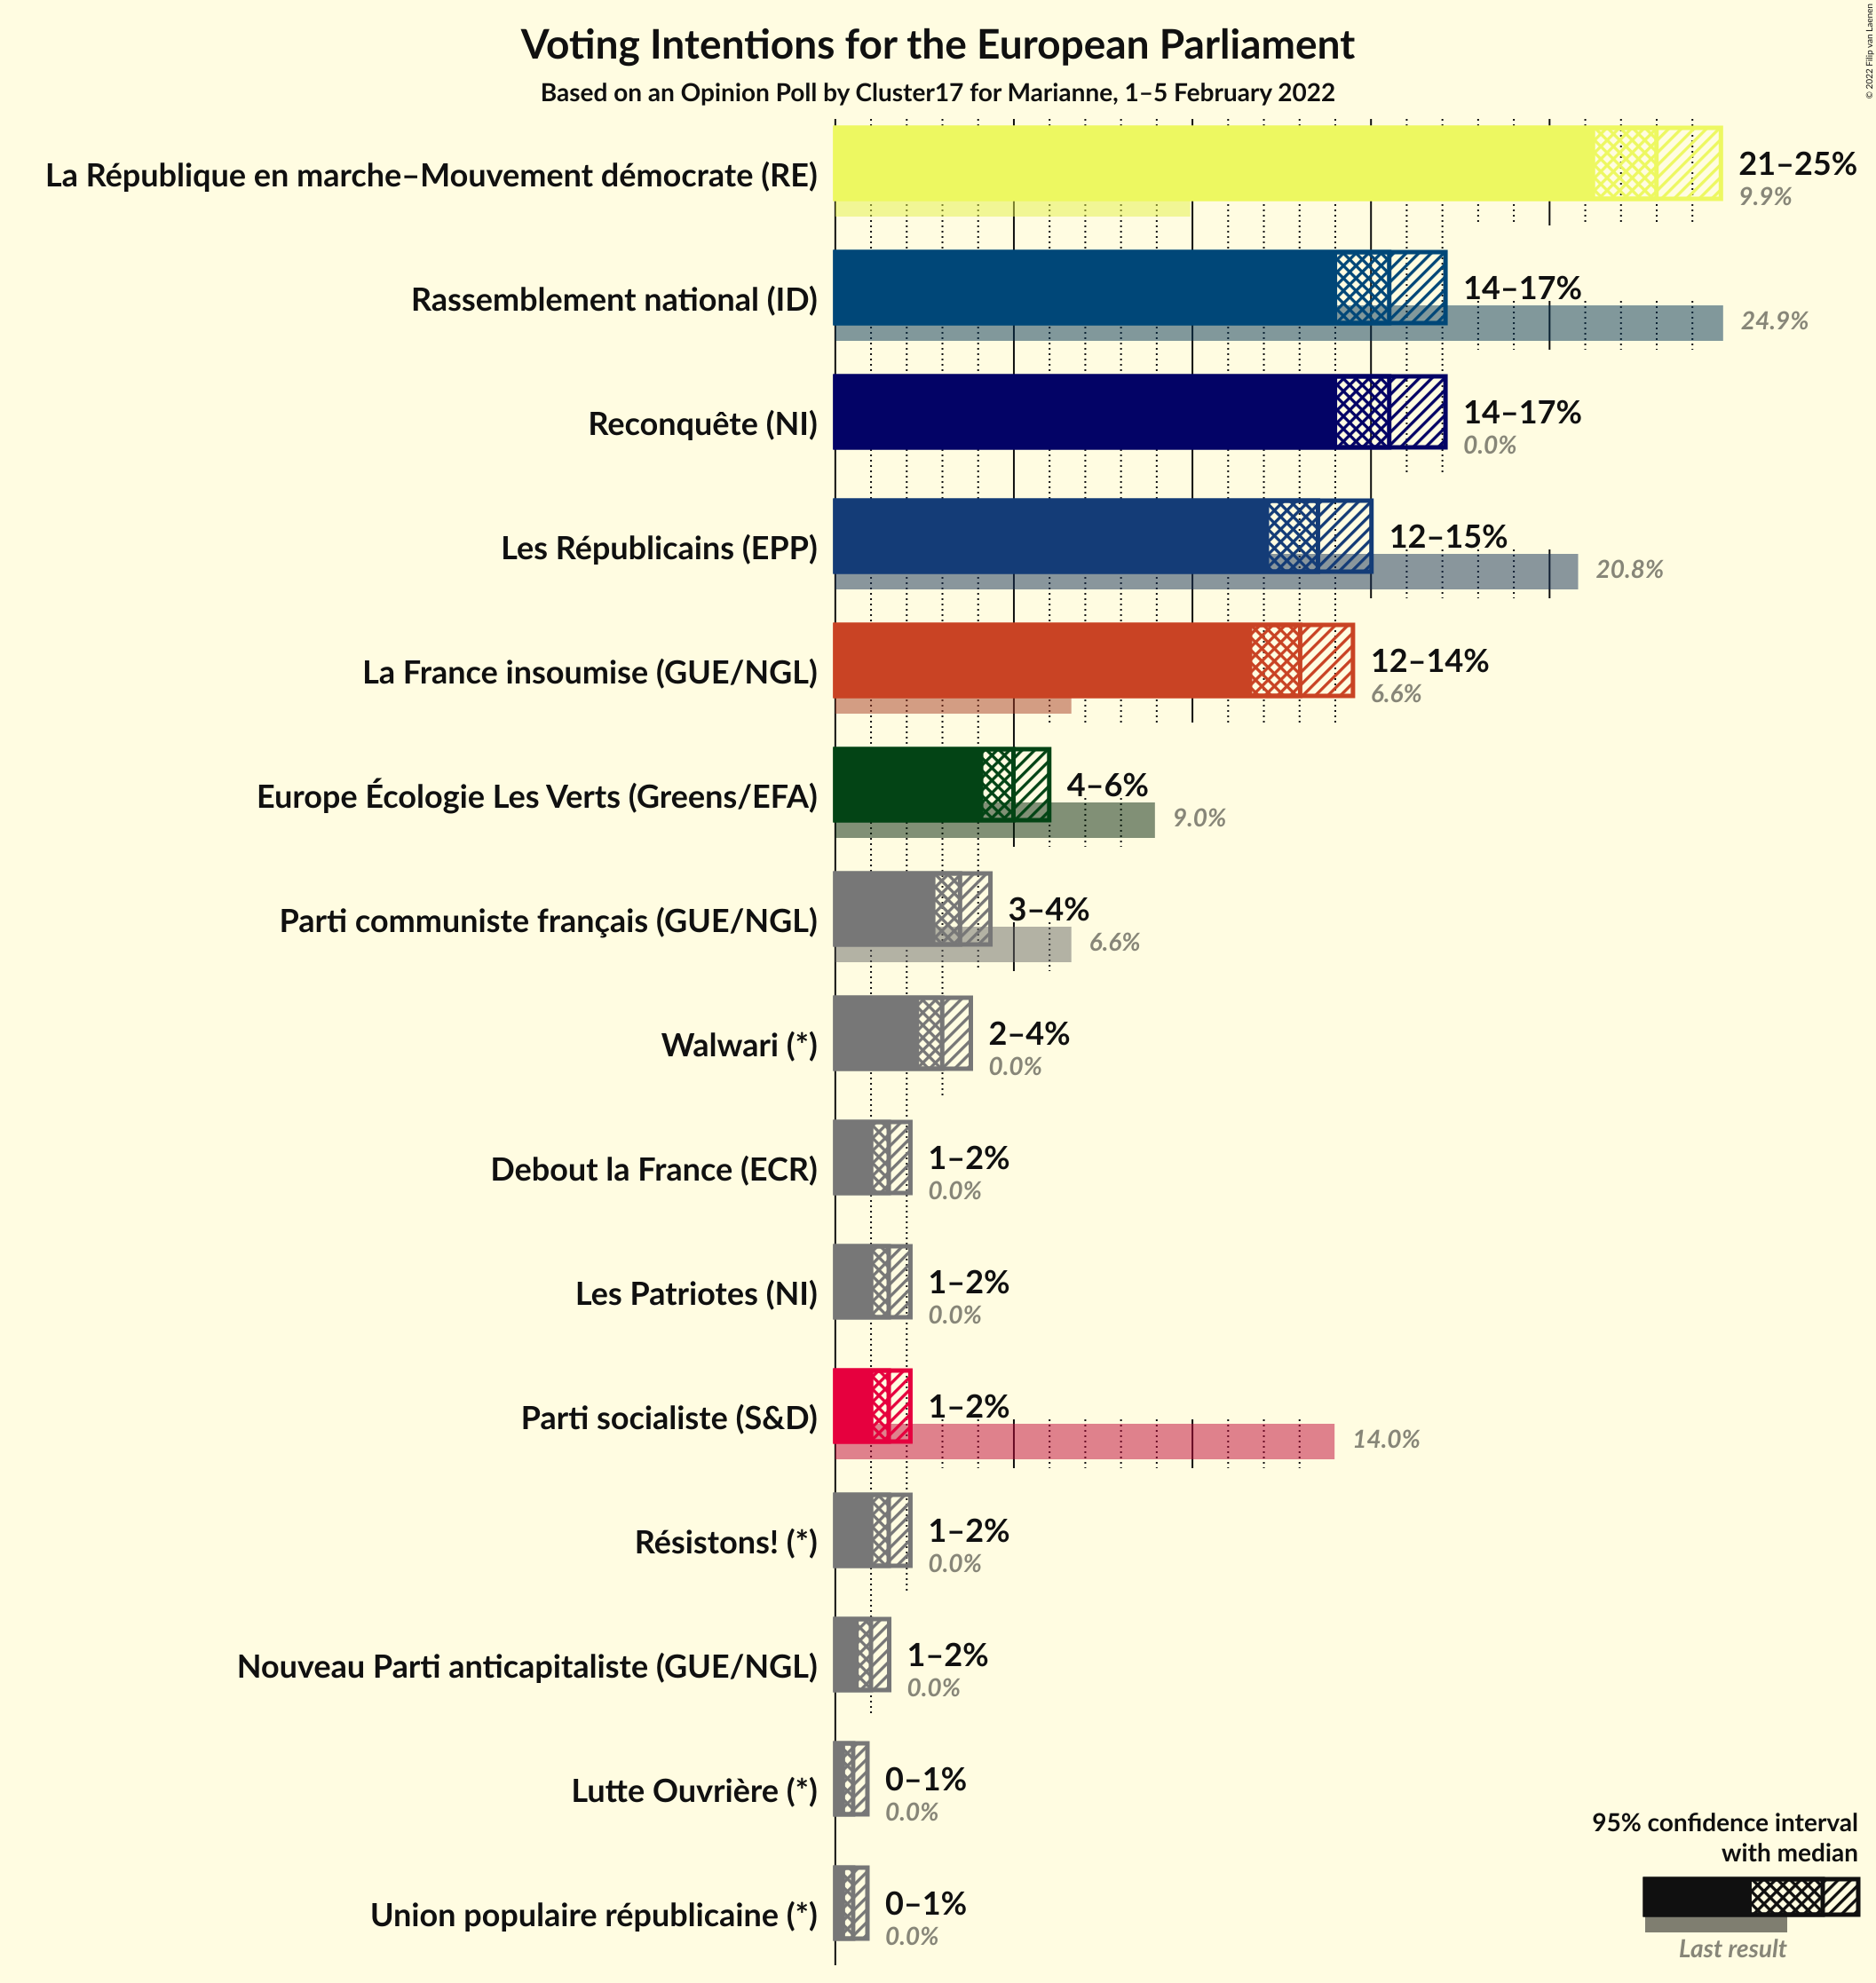 Voting Intentions for the European Parliament
Based on an Opinion Poll by Cluster17 for Marianne, 1–5 February 2022
© 2022 Filip van Laenen
La République en marche–Mouvement démocrate (RE)
21–25%
9.9%
Rassemblement national (ID)
14–17%
24.9%
Reconquête (NI)
14–17%
0.0%
Les Républicains (EPP)
12–15%
20.8%
La France insoumise (GUE/NGL)
12–14%
6.6%
Europe Écologie Les Verts (Greens/EFA)
4–6%
9.0%
Parti communiste français (GUE/NGL)
3–4%
6.6%
Walwari (*)
2–4%
0.0%
Debout la France (ECR)
1–2%
0.0%
Les Patriotes (NI)
1–2%
0.0%
Parti socialiste (S&D)
1–2%
14.0%
Résistons! (*)
1–2%
0.0%
Nouveau Parti anticapitaliste (GUE/NGL)
1–2%
0.0%
Lutte Ouvrière (*)
0–1%
0.0%
Union populaire républicaine (*)
0–1%
0.0%
95% confidence interval
with median
Last result